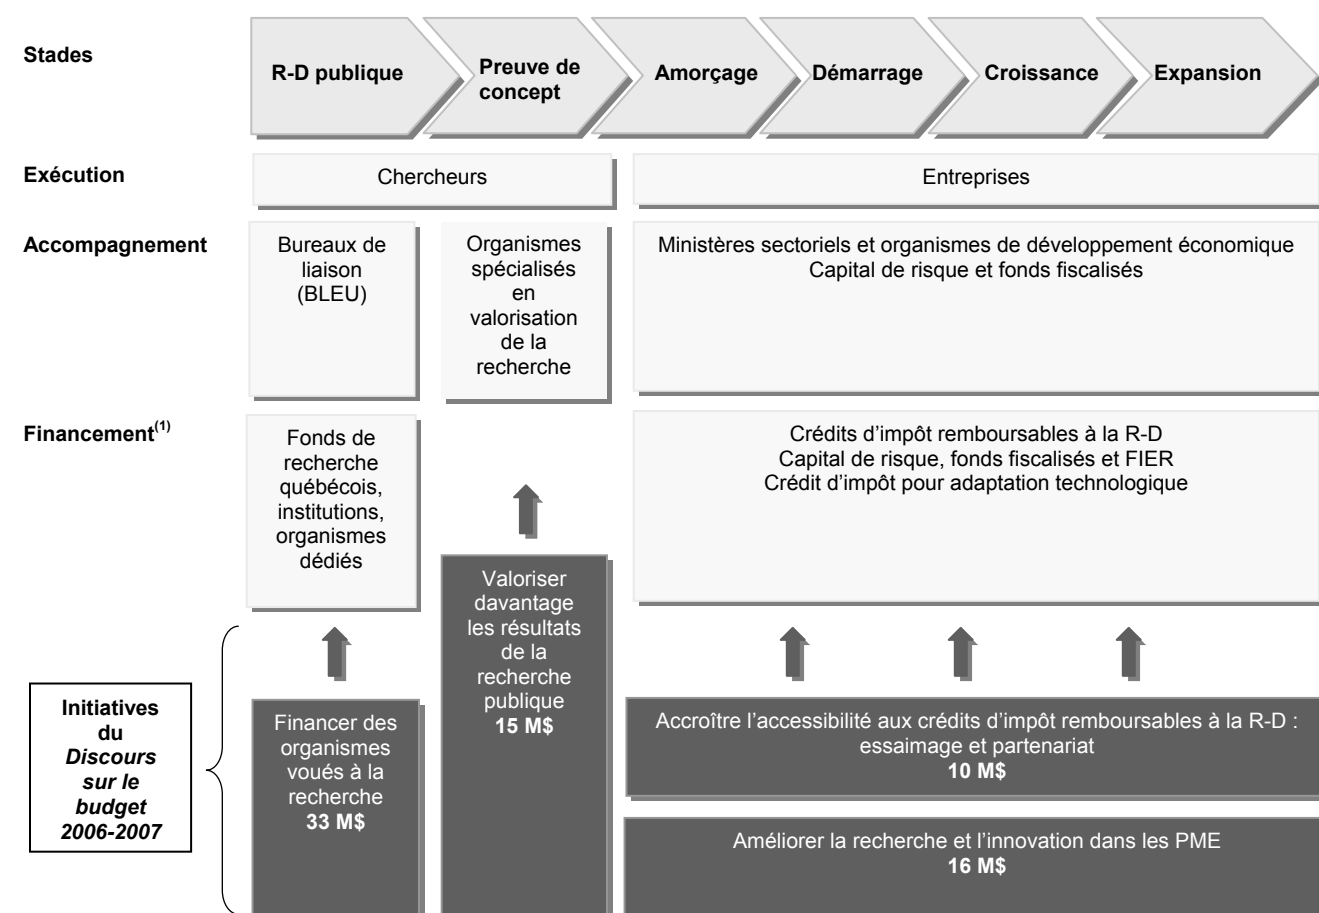 Stades
R-D publique
Preuve de
concept
Amorçage
Démarrage
Croissance
Expansion
Exécution
Chercheurs
Entreprises
Accompagnement
Bureaux de
liaison
(BLEU)
Organismes
spécialisés
en
valorisation
de la
recherche
Ministères sectoriels et organismes de développement économique
Capital de risque et fonds fiscalisés
Financement(1)
Fonds de
recherche
québécois,
institutions,
organismes
dédiés
Crédits d’impôt remboursables à la R-D
Capital de risque, fonds fiscalisés et FIER
Crédit d’impôt pour adaptation technologique
Initiatives
du
Discours
sur le
budget
2006-2007
Financer des
organismes
voués à la
recherche
33 M$
Valoriser
davantage
les résultats
de la
recherche
publique
15 M$
Accroître l’accessibilité aux crédits d’impôt remboursables à la R-D :
essaimage et partenariat
10 M$
Améliorer la recherche et l’innovation dans les PME
16 M$